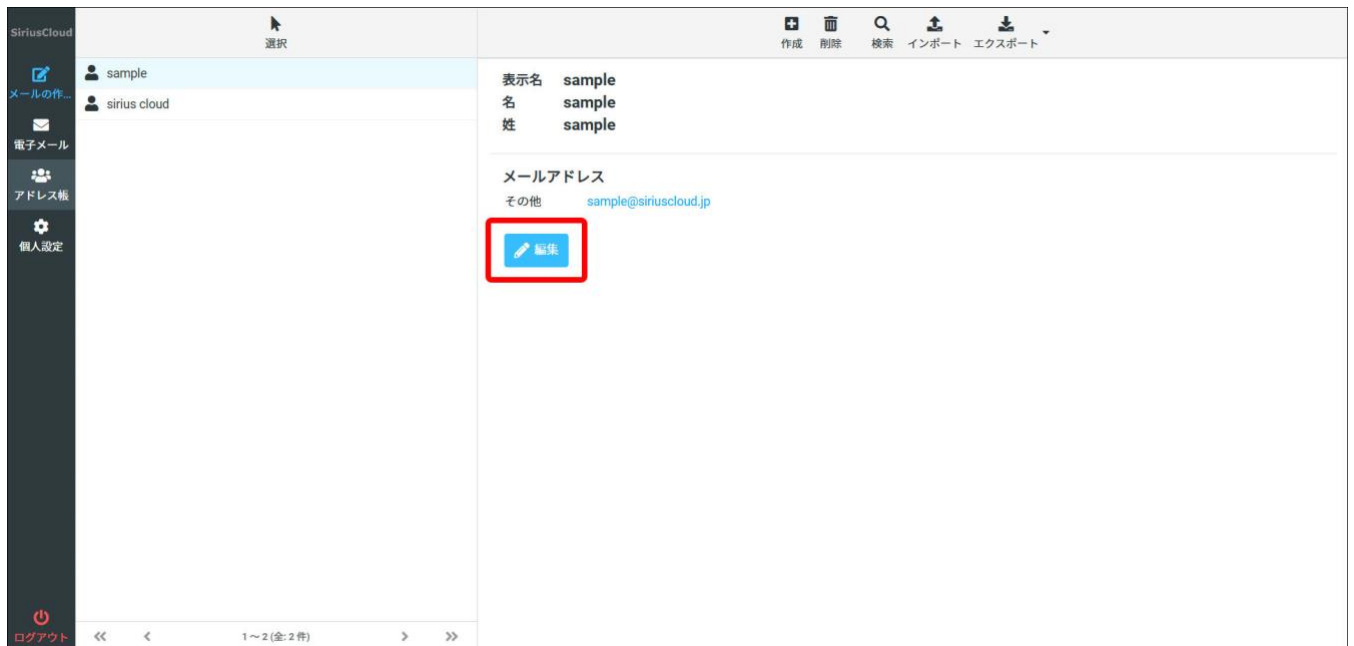 SiriusCloud
メールの作...
電子メール
アドレス帳
個人設定
ログアウト
選択
sample
sirius cloud
1～2(全:2件)
作成
削除
検索
インポート
エクスポート
表示名 sample
名 sample
姓 sample
メールアドレス
その他 sample@siriuscloud.jp
編集